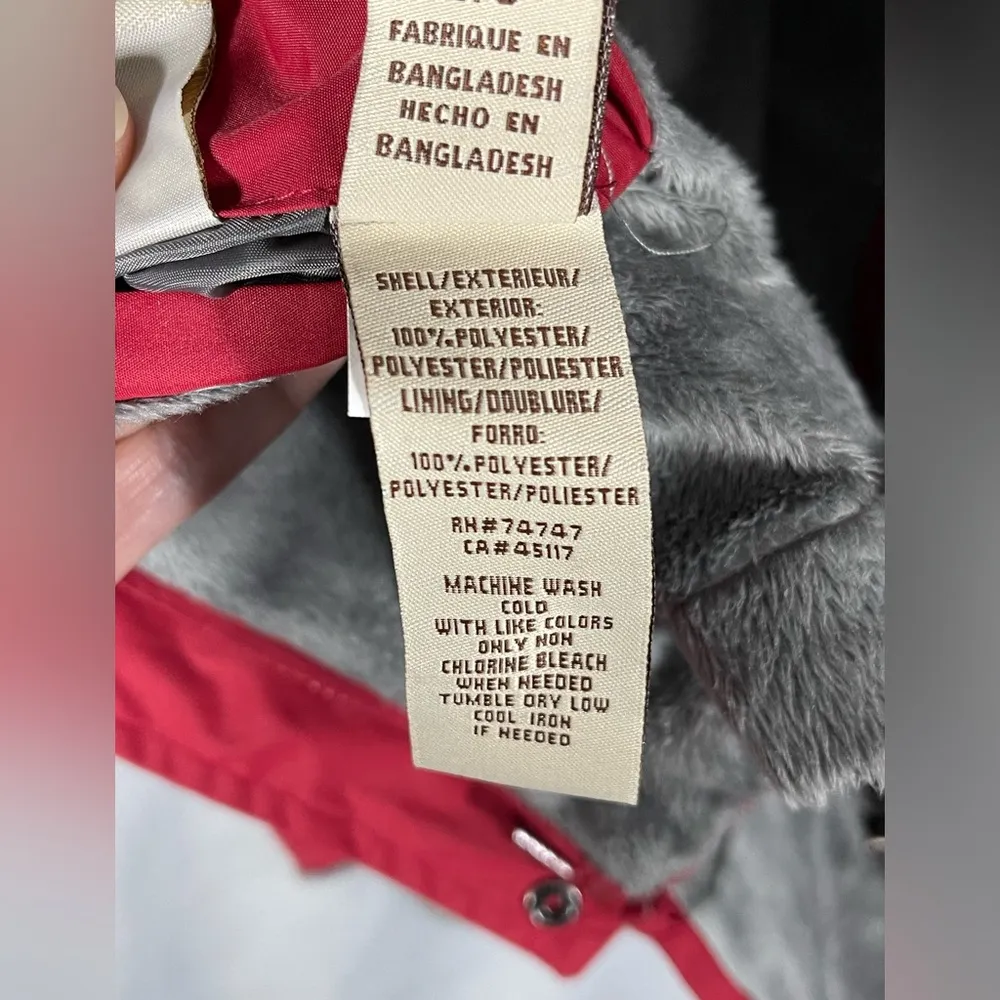 FABRIQUE EN
BANGLADESH
HECHO EN
BANGLADESH
SHELL/EXTERIEUR/
EXTERIOR:
100%.POLYESTER/
POLYESTER/POLIESTER
LINING/DOUBLURE/
FORRO:
100%.POLYESTER/
POLYESTER/POLIESTER
RN#74747
CA#45117
MACHINE WASH
COLD
WITH LIKE COLORS
ONLY NON
CHLORINE BLEACH
WHEN NEEDED
TUMBLE DRY LOW
COOL IRON
IF NEEDED